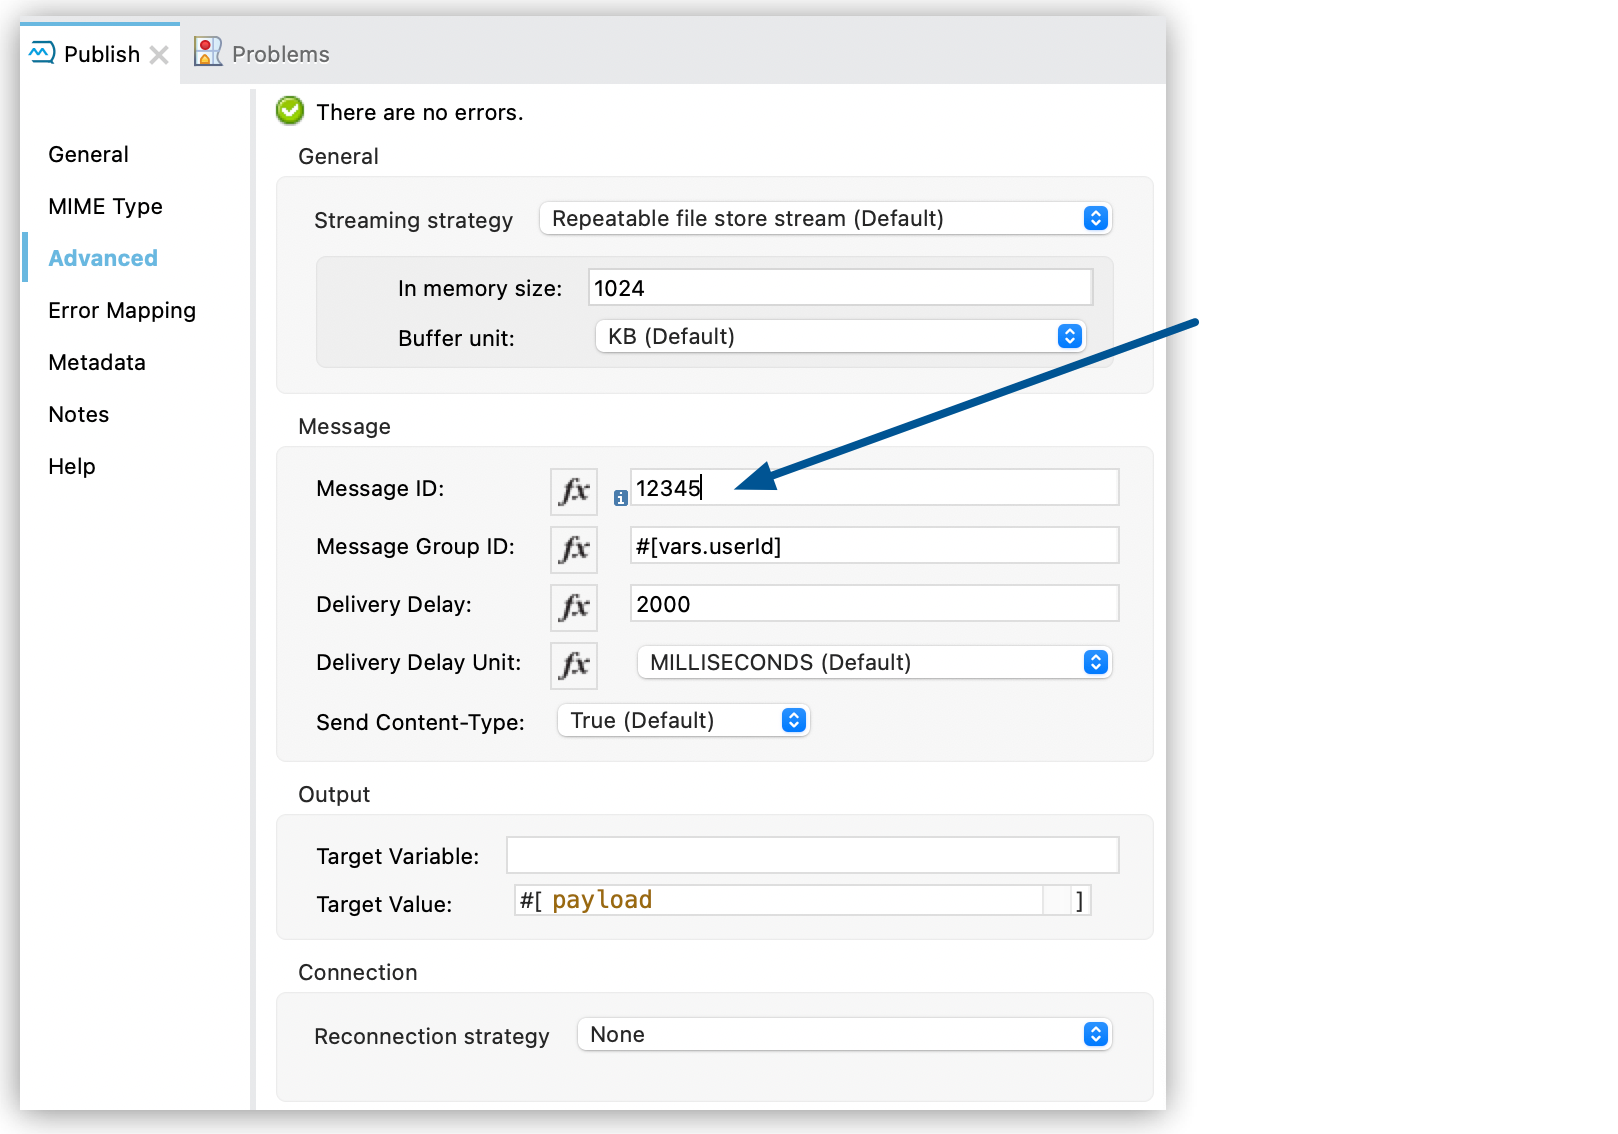 Publish
Problems
There are no errors.
General
MIME Type
Advanced
Error Mapping
Metadata
Notes
Help
General
Streaming strategy Repeatable file store stream (Default)
In memory size: 1024
Buffer unit: KB (Default)
Message
Message ID: fx i 12345
Message Group ID: fx #[vars.userId]
Delivery Delay: fx 2000
Delivery Delay Unit: fx MILLISECONDS (Default)
Send Content-Type: True (Default)
Output
Target Variable:
Target Value: #[ payload ]
Connection
Reconnection strategy None